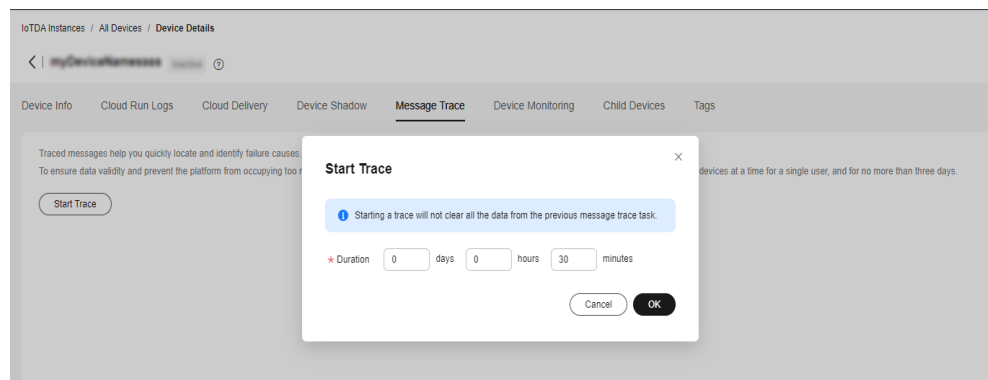 IoTDA Instances / All Devices / Device Details
Device Info Cloud Run Logs Cloud Delivery Device Shadow Message Trace Device Monitoring Child Devices Tags
Traced messages help you quickly locate and identify failure causes.
To ensure data validity and prevent the platform from occupying too devices at a time for a single user, and for no more than three days.
Start Trace
Start Trace
Starting a trace will not clear all the data from the previous message trace task.
* Duration 0 days 0 hours 30 minutes
Cancel OK